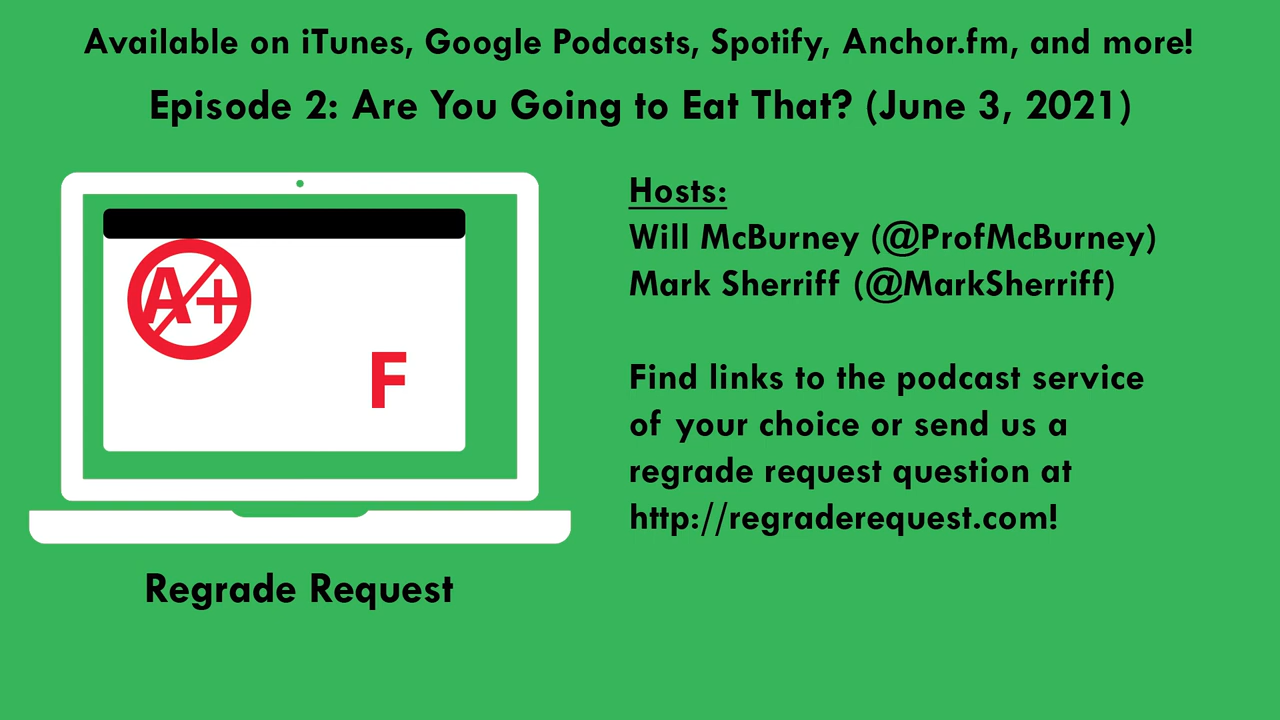 Available on iTunes, Google Podcasts, Spotify, Anchor.fm, and more!
Episode 2: Are You Going to Eat That? (June 3, 2021)
A+
F
Regrade Request
Hosts:
Will McBurney (@ProfMcBurney)
Mark Sherriff (@MarkSherriff)
Find links to the podcast service
of your choice or send us a
regrade request question at
http://regraderequest.com!